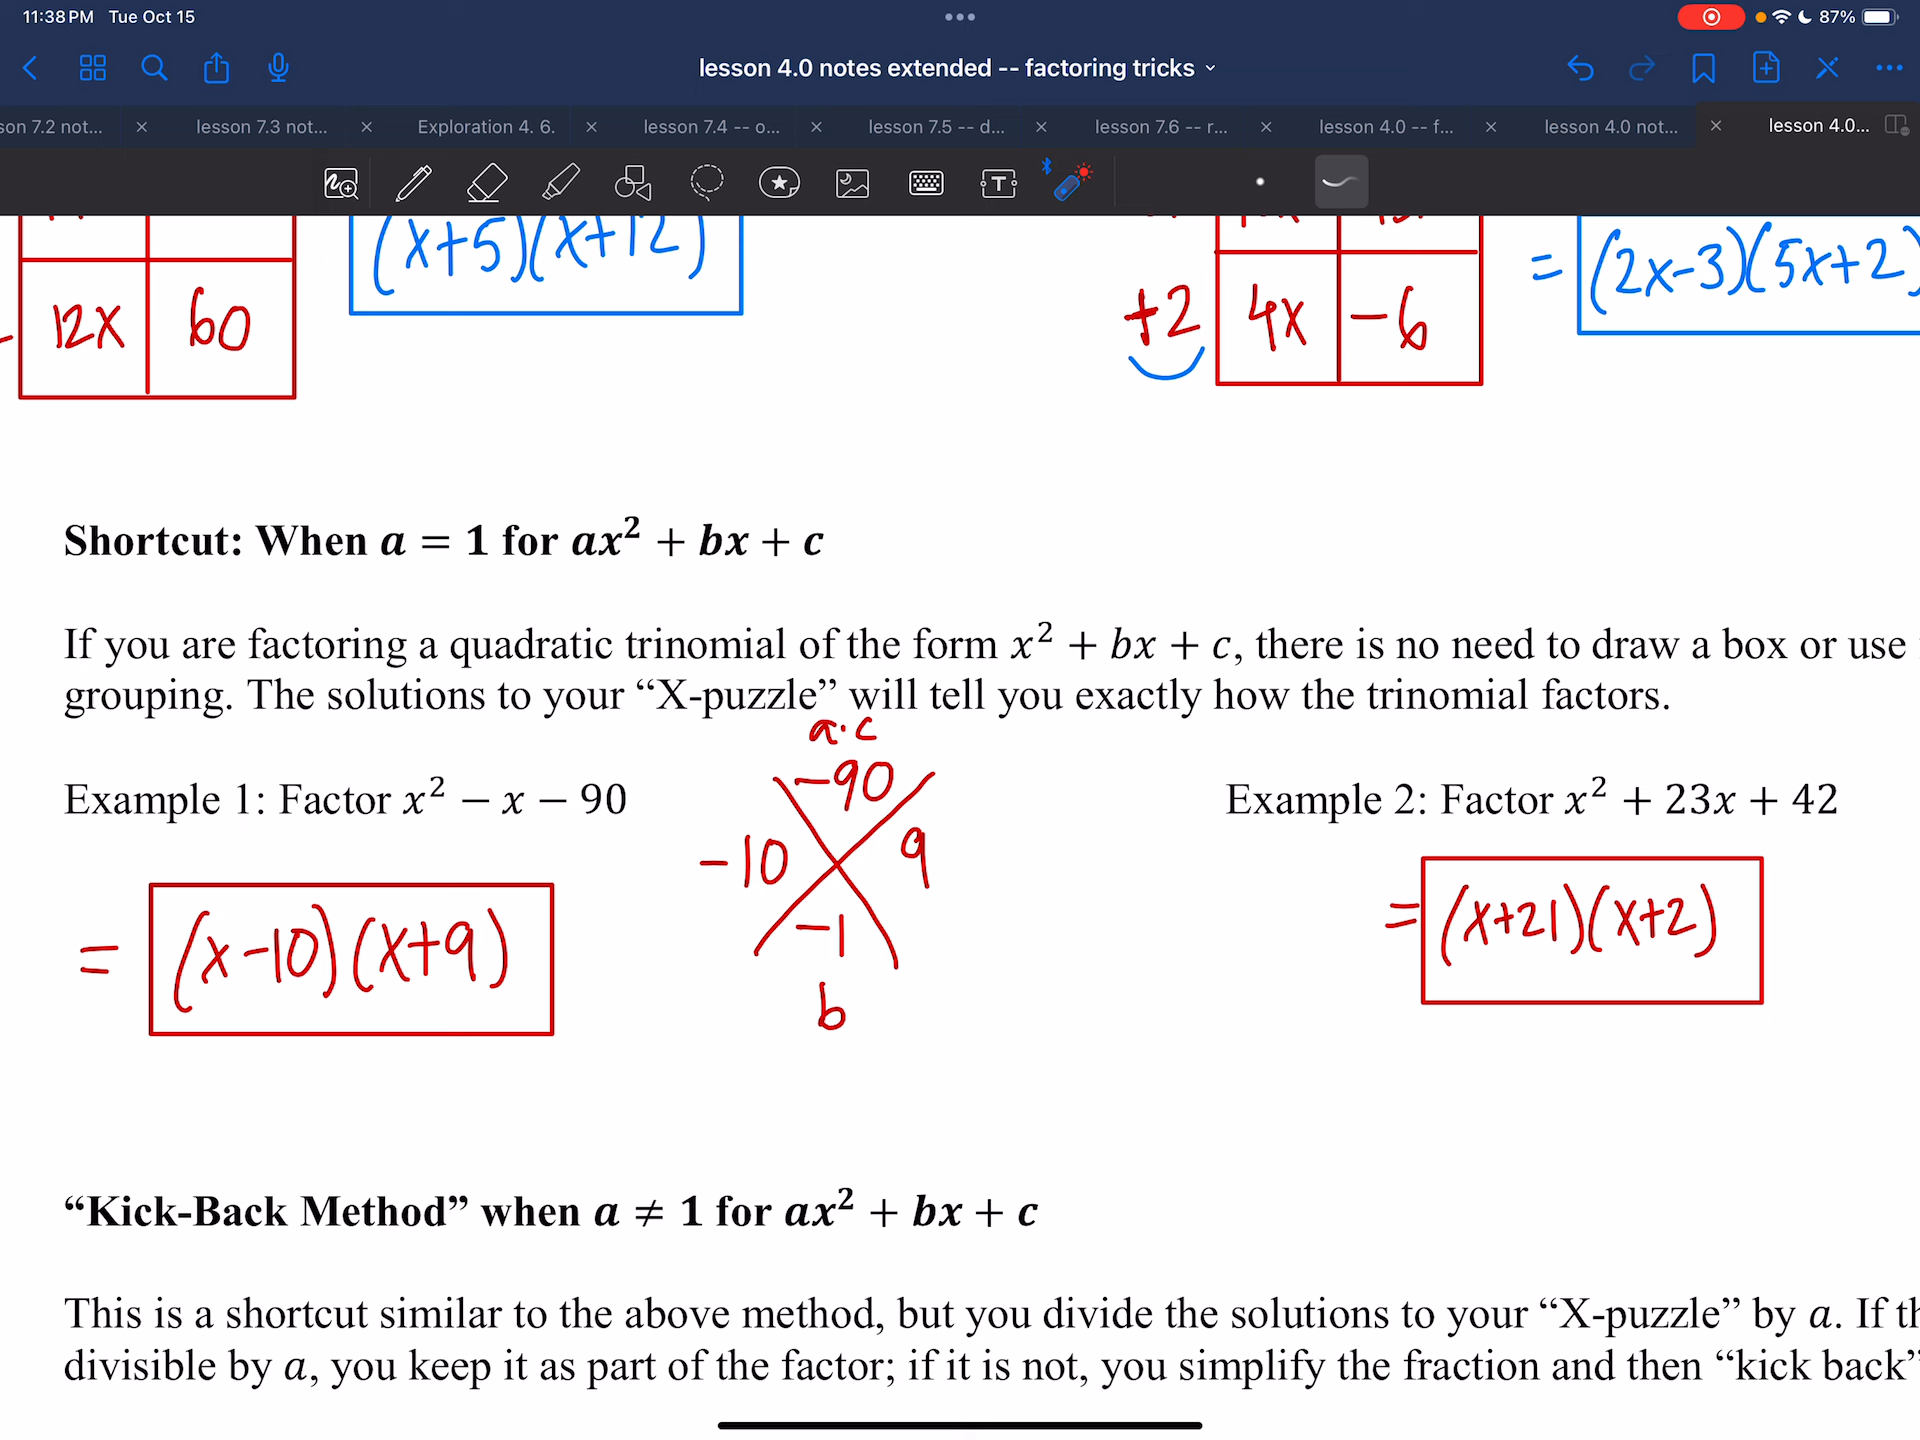 11:38 PM Tue Oct 15
87%
lesson 4.0 notes extended -- factoring tricks
son 7.2 not... lesson 7.3 not... Exploration 4. 6. lesson 7.4 -- o... lesson 7.5 -- d... lesson 7.6 -- r... lesson 4.0 -- f... lesson 4.0 not... lesson 4.0...
(x+5)(x+12)
12x 60
+2 4x -6
= (2x-3)(5x+2)
Shortcut: When a = 1 for ax² + bx + c
If you are factoring a quadratic trinomial of the form x² + bx + c, there is no need to draw a box or use
grouping. The solutions to your “X-puzzle” will tell you exactly how the trinomial factors.
a·c
Example 1: Factor x² − x − 90
-90
-10 9
-1
b
= (x-10)(x+9)
Example 2: Factor x² + 23x + 42
= (x+21)(x+2)
“Kick-Back Method” when a ≠ 1 for ax² + bx + c
This is a shortcut similar to the above method, but you divide the solutions to your “X-puzzle” by a. If th
divisible by a, you keep it as part of the factor; if it is not, you simplify the fraction and then “kick back”